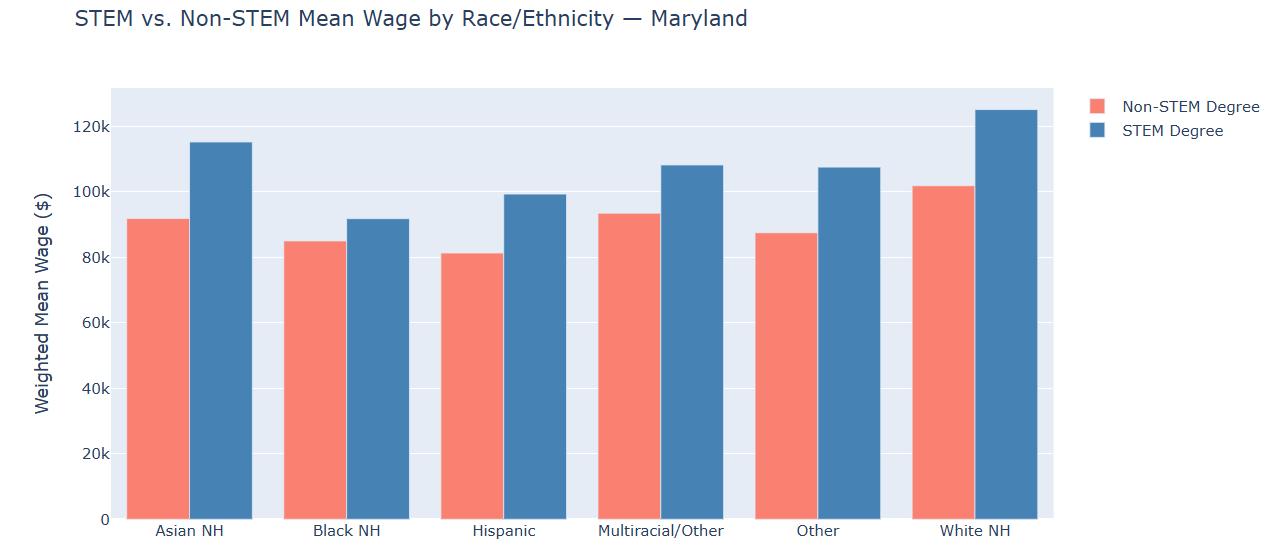 STEM vs. Non-STEM Mean Wage by Race/Ethnicity — Maryland
Non-STEM Degree
STEM Degree
Weighted Mean Wage ($)
120k
100k
80k
60k
40k
20k
0
Asian NH
Black NH
Hispanic
Multiracial/Other
Other
White NH